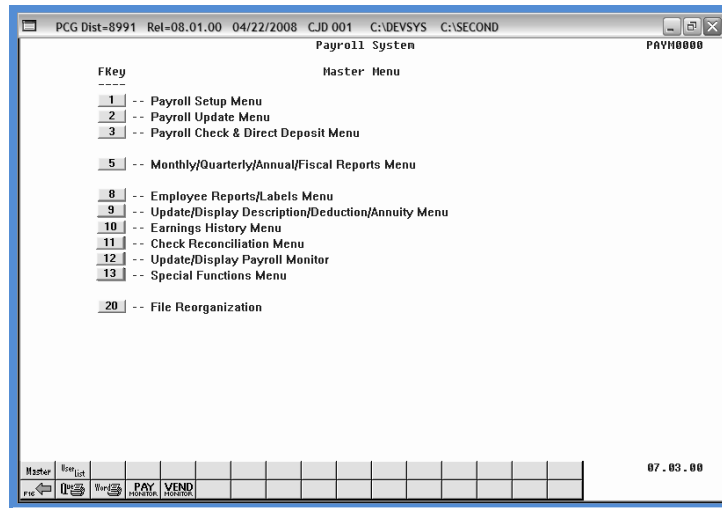 PCG Dist=8991 Rel=08.01.00 04/22/2008 CJD 001 C:\DEVSYS C:\SECOND
Payroll System PAYM0000
FKey Master Menu
----
1 -- Payroll Setup Menu
2 -- Payroll Update Menu
3 -- Payroll Check & Direct Deposit Menu
5 -- Monthly/Quarterly/Annual/Fiscal Reports Menu
8 -- Employee Reports/Labels Menu
9 -- Update/Display Description/Deduction/Annuity Menu
10 -- Earnings History Menu
11 -- Check Reconciliation Menu
12 -- Update/Display Payroll Monitor
13 -- Special Functions Menu
20 -- File Reorganization
Master User List 07.03.00
F16 Que Word PAY MONITOR VEND MONITOR